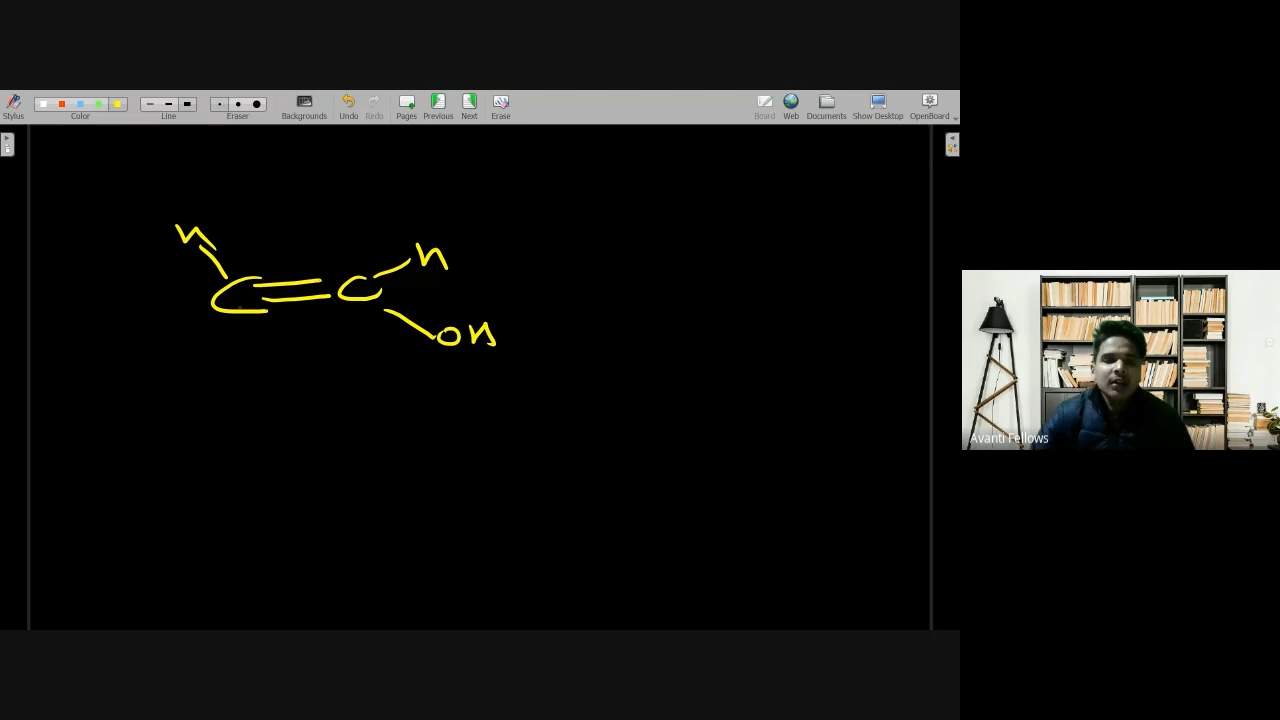 Stylus Color Line Eraser Backgrounds Undo Redo Pages Previous Next Erase Board Web Documents Show Desktop OpenBoard
H
C = C
H
OH
Avanti Fellows